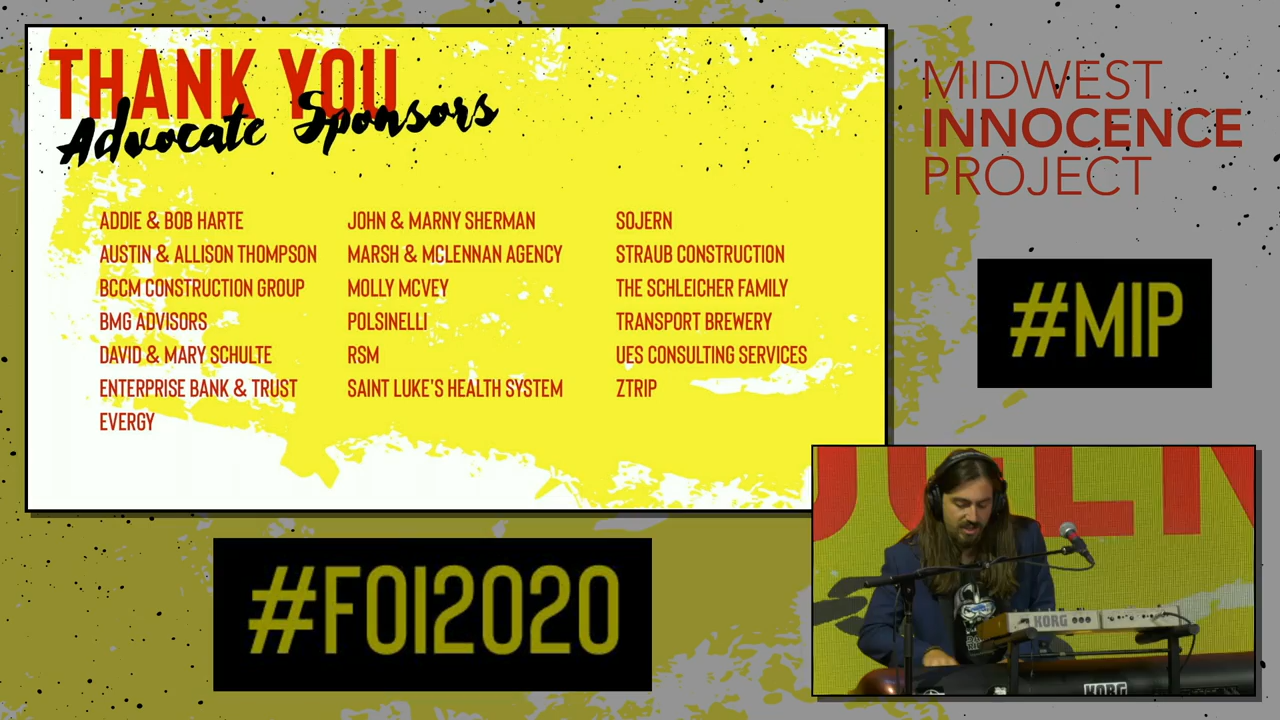 THANK YOU
Advocate Sponsors
ADDIE & BOB HARTE
AUSTIN & ALLISON THOMPSON
BCCM CONSTRUCTION GROUP
BMG ADVISORS
DAVID & MARY SCHULTE
ENTERPRISE BANK & TRUST
EVERGY
JOHN & MARNY SHERMAN
MARSH & MCLENNAN AGENCY
MOLLY MCVEY
POLSINELLI
RSM
SAINT LUKE'S HEALTH SYSTEM
SOJERN
STRAUB CONSTRUCTION
THE SCHLEICHER FAMILY
TRANSPORT BREWERY
UES CONSULTING SERVICES
ZTRIP
MIDWEST
INNOCENCE
PROJECT
#MIP
#FOI2020
KORG
KORG